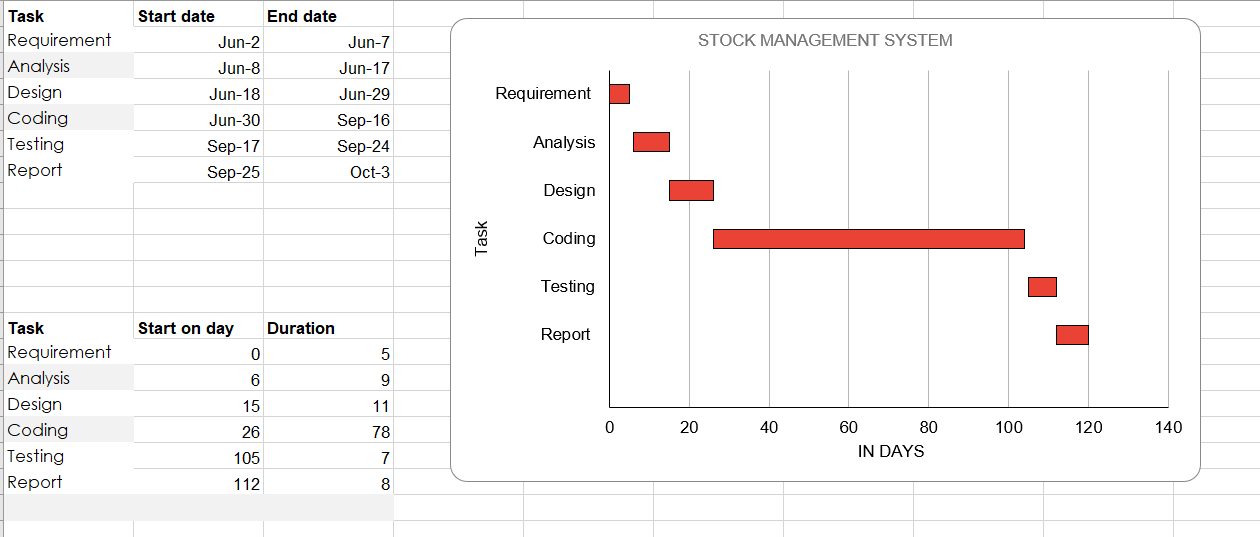 Task Start date End date
Requirement Jun-2 Jun-7
Analysis Jun-8 Jun-17
Design Jun-18 Jun-29
Coding Jun-30 Sep-16
Testing Sep-17 Sep-24
Report Sep-25 Oct-3
Task Start on day Duration
Requirement 0 5
Analysis 6 9
Design 15 11
Coding 26 78
Testing 105 7
Report 112 8
STOCK MANAGEMENT SYSTEM
Task
Requirement
Analysis
Design
Coding
Testing
Report
0 20 40 60 80 100 120 140
IN DAYS